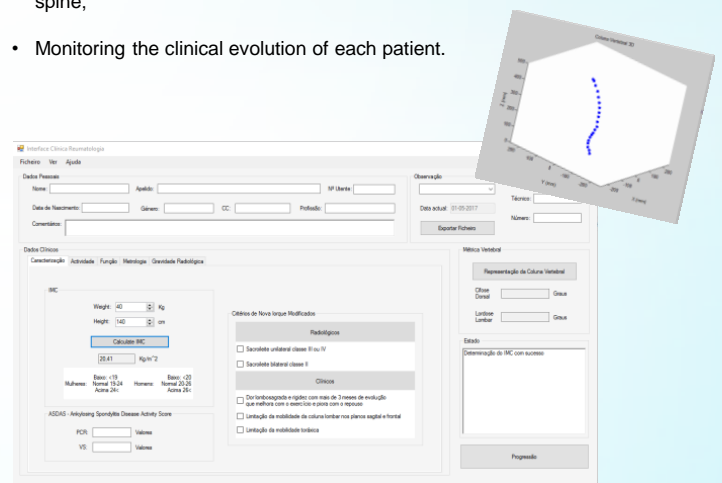 spine;
• Monitoring the clinical evolution of each patient.
Coluna Vertebral 3D
Z [mm]
Y [mm]
X [mm]
Interface Clínica Reumatologia
Ficheiro Ver Ajuda
Dados Pessoais
Nome: Apelido: Nº Utente:
Data de Nascimento: Género: CC: Profissão:
Comentários:
Observação
Técnico:
Data actual: 01-05-2017
Número:
Exportar Ficheiro
Dados Clínicos
Caracterização Actividade Função Metrologia Gravidade Radiológica
IMC
Weight: 40 Kg
Height: 140 cm
Calculate IMC
20.41 Kg/m^2
Baixo: <19 Baixo: <20
Mulheres: Normal 19-24 Homens: Normal 20-26
Acima 24< Acima 26<
ASDAS - Ankylosing Spondylitis Disease Activity Score
PCR: Valores
VS: Valores
Critérios de Nova Iorque Modificados
Radiológicos
Sacroileíte unilateral classe III ou IV
Sacroileíte bilateral classe II
Clínicos
Dor lombosagrada e rigidez com mais de 3 meses de evolução
que melhora com o exercício e piora com o repouso
Limitação da mobilidade da coluna lombar nos planos sagital e frontal
Limitação da mobilidade toráxica
Métrica Vertebral
Representação da Coluna Vertebral
Cifose
Dorsal Graus
Lordose
Lombar Graus
Estado
Determinação do IMC com sucesso
Progressão